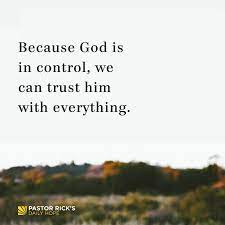 Because God is
in control, we
can trust him
with everything.
PASTOR RICK'S
DAILY HOPE